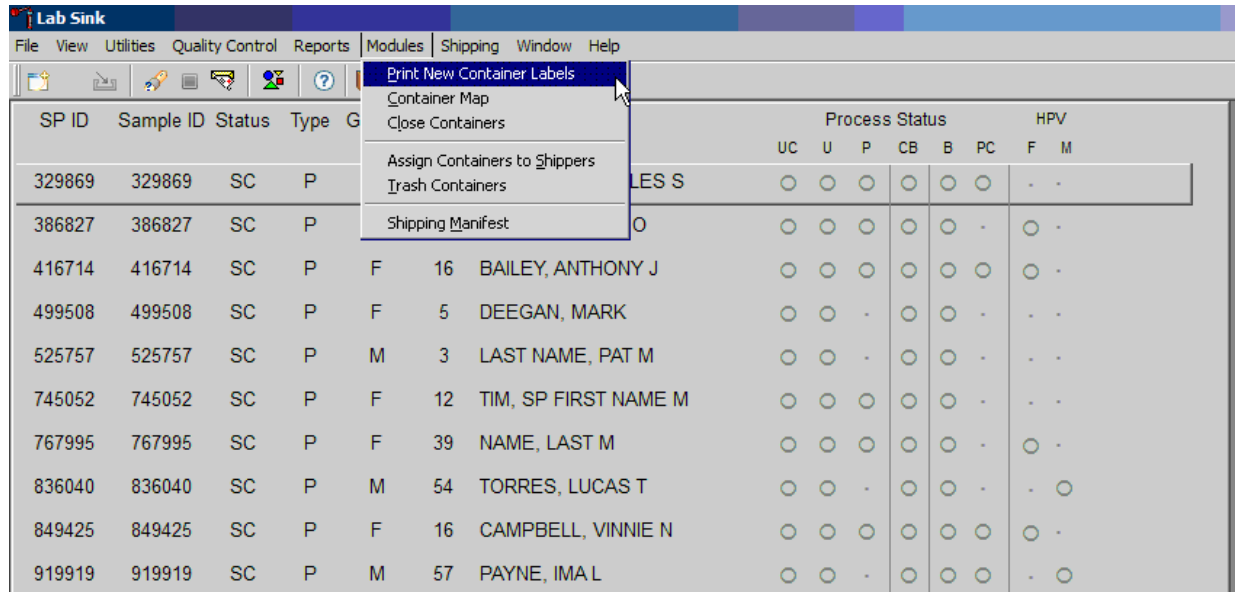 Lab Sink
File View Utilities Quality Control Reports Modules Shipping Window Help
Print New Container Labels
Container Map
Close Containers
Assign Containers to Shippers
Trash Containers
Shipping Manifest
SP ID Sample ID Status Type G Process Status HPV
UC U P CB B PC F M
329869 329869 SC P LES S
386827 386827 SC P O
416714 416714 SC P F 16 BAILEY, ANTHONY J
499508 499508 SC P F 5 DEEGAN, MARK
525757 525757 SC P M 3 LAST NAME, PAT M
745052 745052 SC P F 12 TIM, SP FIRST NAME M
767995 767995 SC P F 39 NAME, LAST M
836040 836040 SC P M 54 TORRES, LUCAS T
849425 849425 SC P F 16 CAMPBELL, VINNIE N
919919 919919 SC P M 57 PAYNE, IMA L